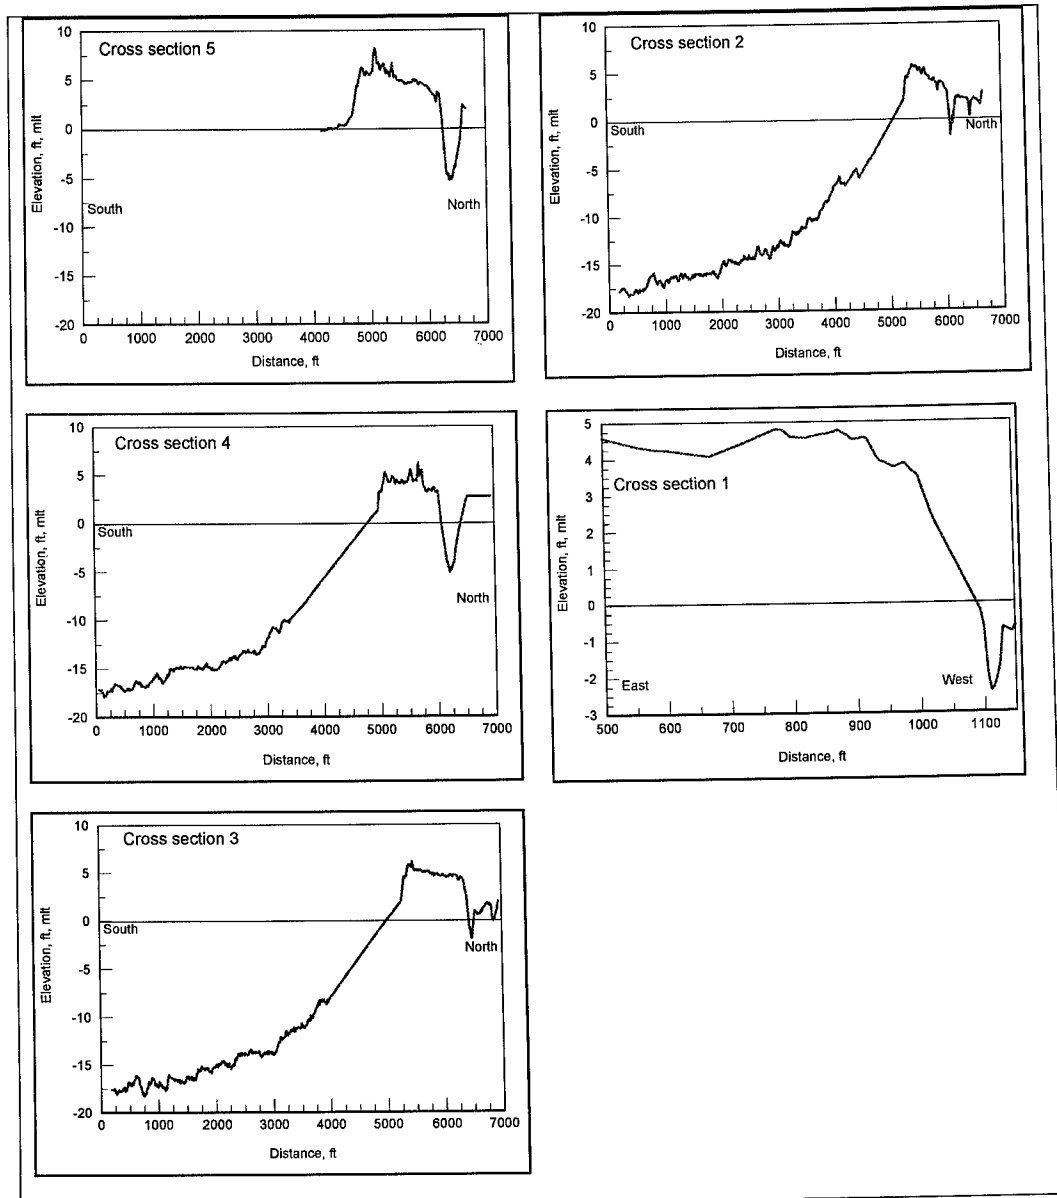 Cross section 5
10
5
0
-5
-10
-15
-20
Elevation, ft, mlt
South
North
0 1000 2000 3000 4000 5000 6000 7000
Distance, ft
Cross section 2
10
5
0
-5
-10
-15
-20
Elevation, ft, mlt
South
North
0 1000 2000 3000 4000 5000 6000 7000
Distance, ft
Cross section 4
10
5
0
-5
-10
-15
-20
Elevation, ft, mlt
South
North
0 1000 2000 3000 4000 5000 6000 7000
Distance, ft
Cross section 1
5
4
3
2
1
0
-1
-2
-3
Elevation, ft, mlt
East
West
500 600 700 800 900 1000 1100
Distance, ft
Cross section 3
10
5
0
-5
-10
-15
-20
Elevation, ft, mlt
South
North
0 1000 2000 3000 4000 5000 6000 7000
Distance, ft